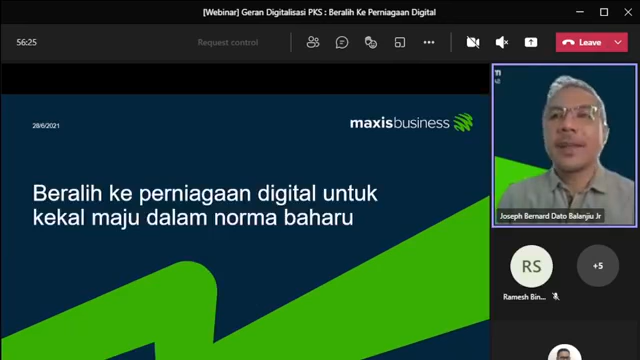 [Webinar] Geran Digitalisasi PKS : Beralih Ke Perniagaan Digital
56:25
Request control
Leave
28/6/2021
maxisbusiness
Beralih ke perniagaan digital untuk
kekal maju dalam norma baharu
Joseph Bernard Dato Balanjiu Jr
RS
+5
Ramesh Bin...